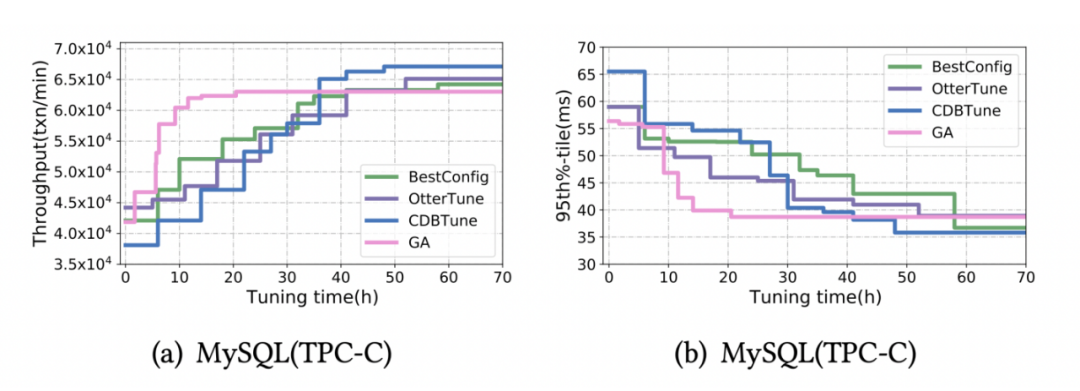 7.0x10⁴
6.5x10⁴
6.0x10⁴
5.5x10⁴
5.0x10⁴
4.5x10⁴
4.0x10⁴
3.5x10⁴
Throughput(txn/min)
BestConfig
OtterTune
CDBTune
GA
0 10 20 30 40 50 60 70
Tuning time(h)
(a) MySQL(TPC-C)
70
65
60
55
50
45
40
35
30
95th%-tile(ms)
BestConfig
OtterTune
CDBTune
GA
0 10 20 30 40 50 60 70
Tuning time(h)
(b) MySQL(TPC-C)